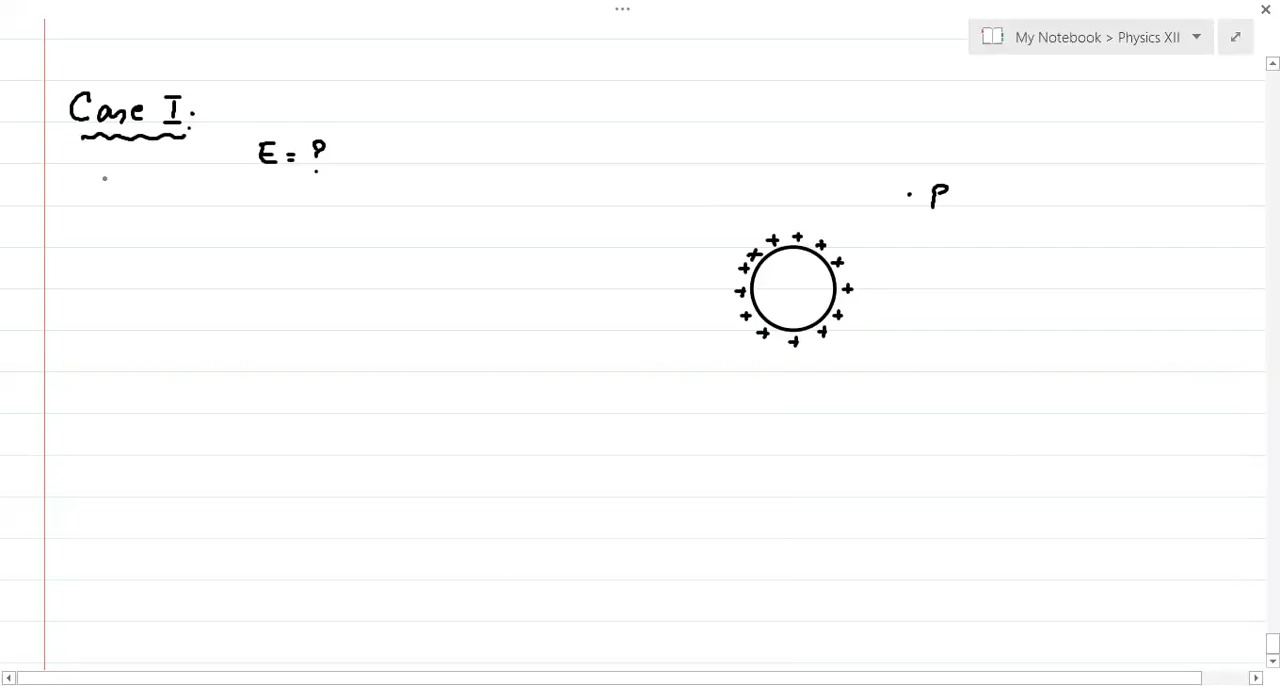 My Notebook > Physics XII
Case I:
E = ?
. P
+ + + + + + + + + + + + + +